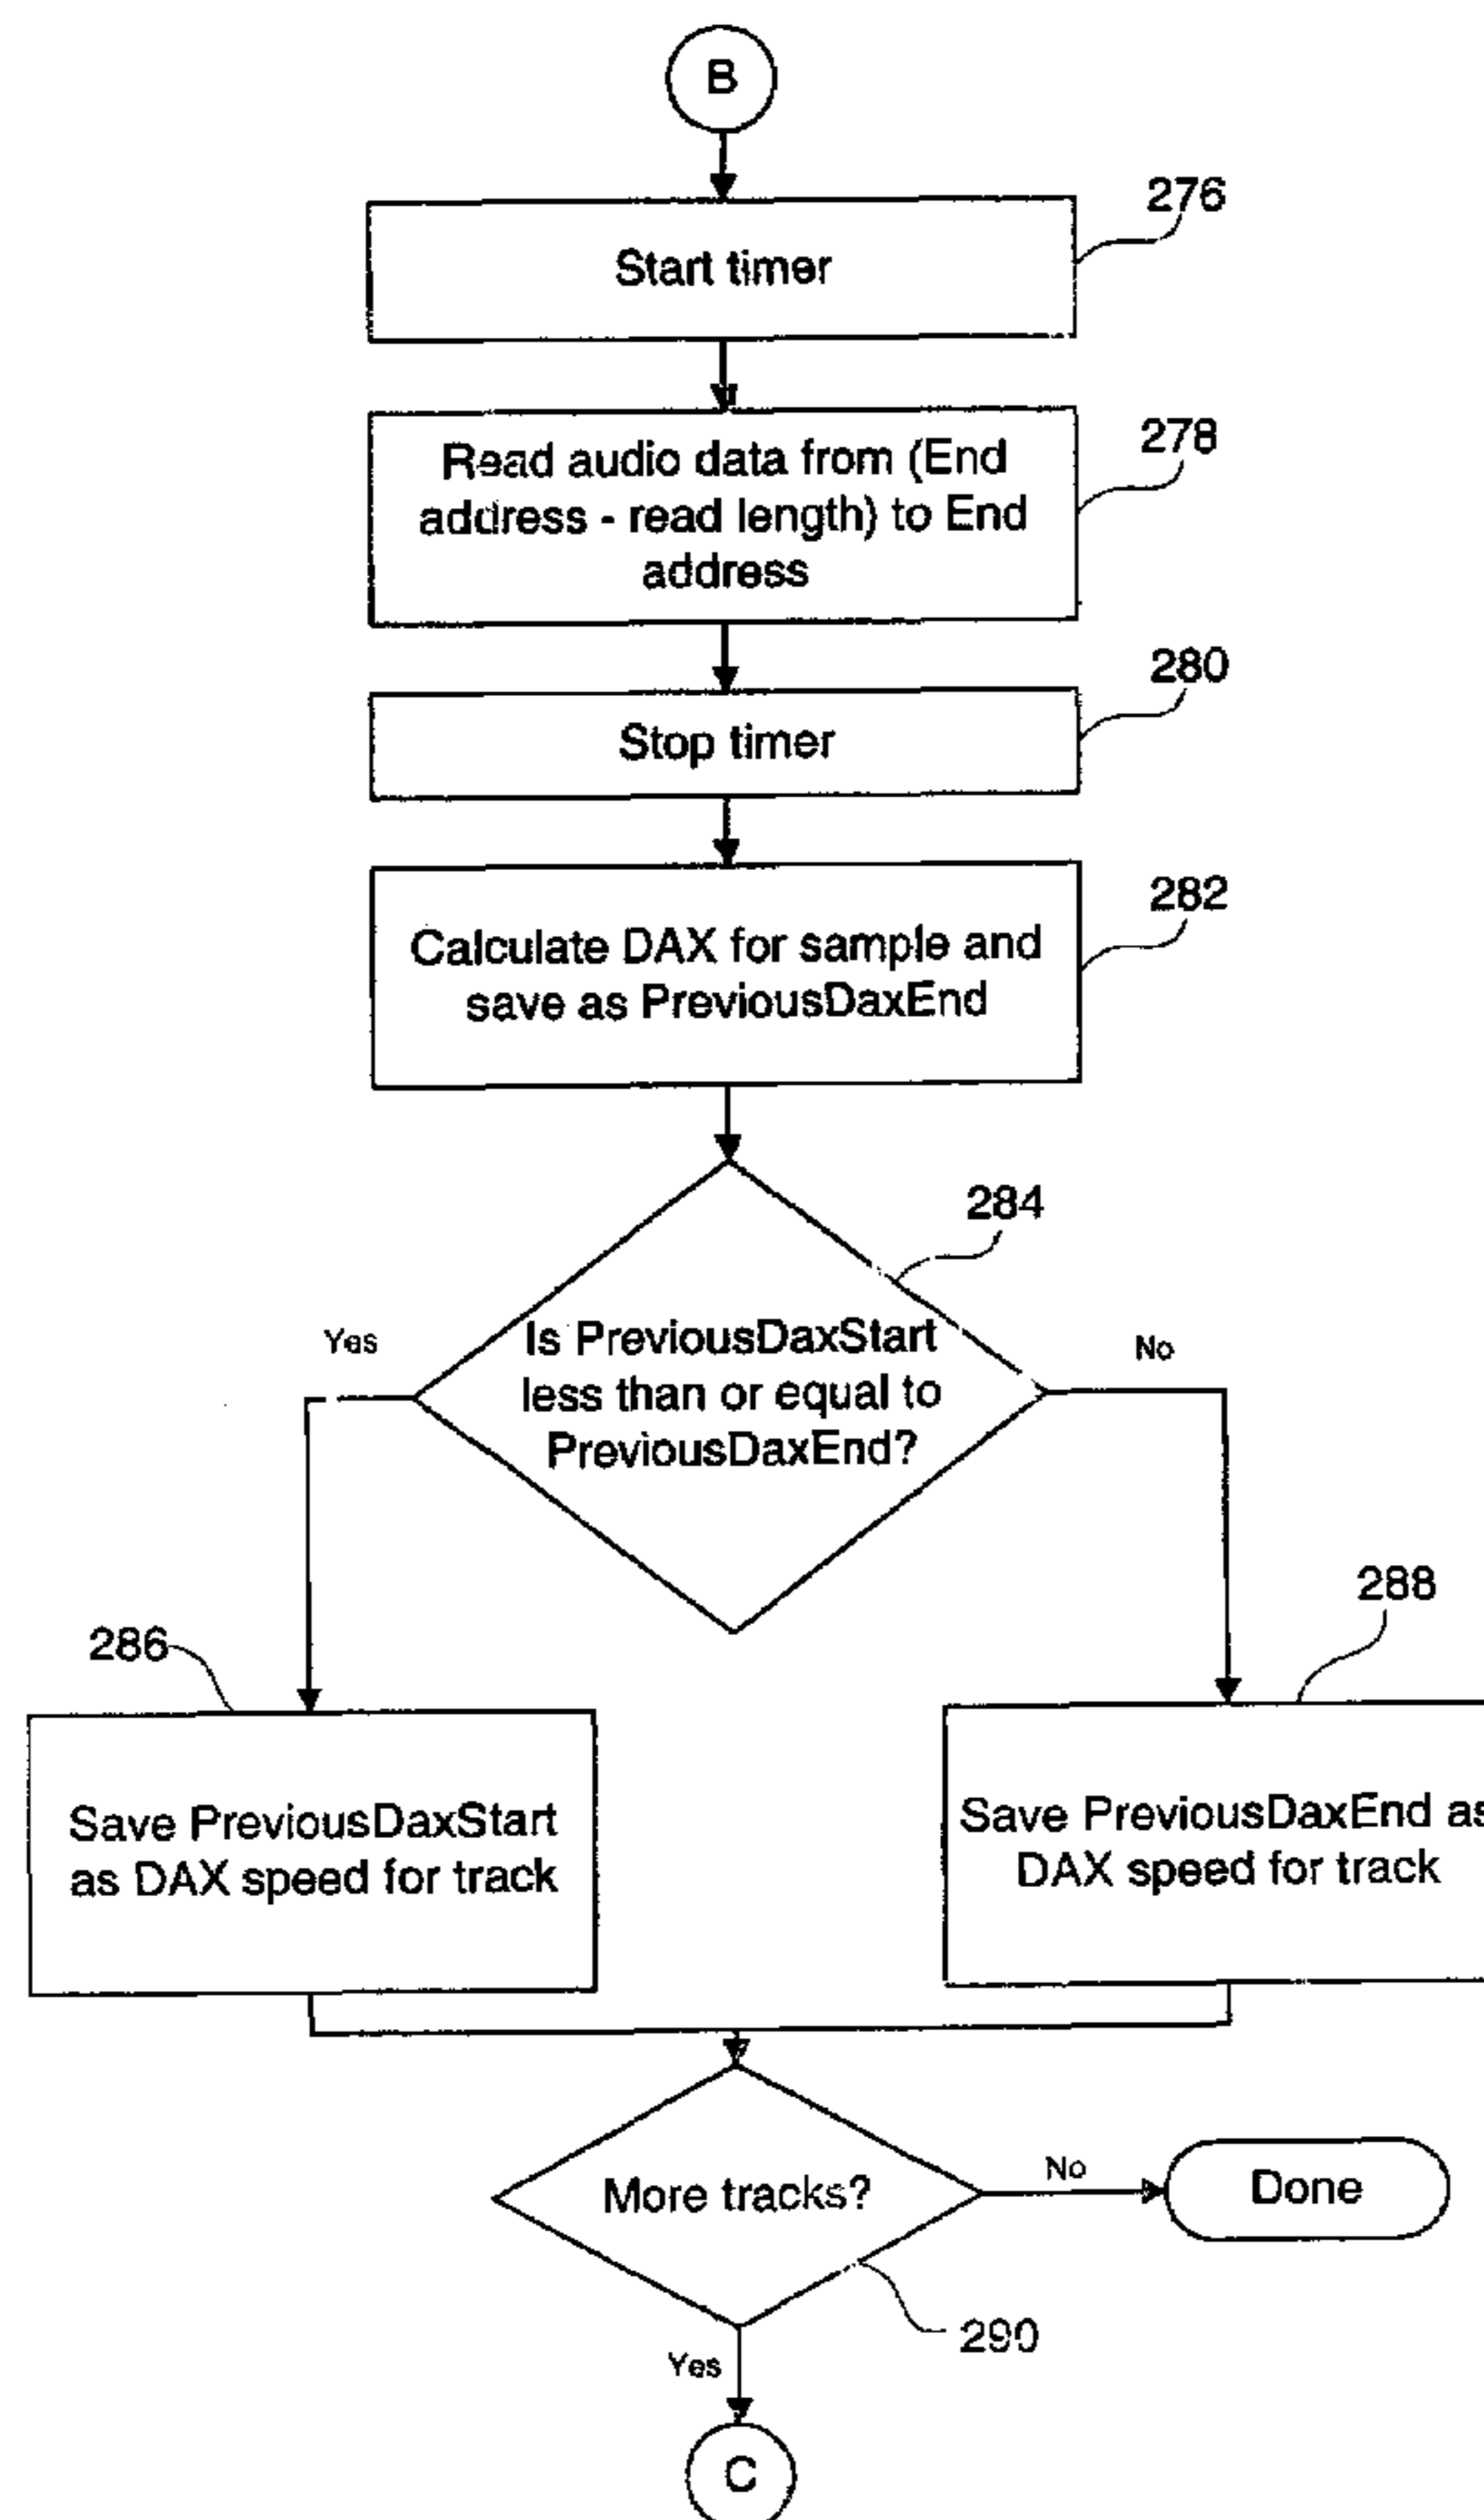 B
276
Start timer
278
Read audio data from (End
address - read length) to End
address
280
Stop timer
282
Calculate DAX for sample and
save as PreviousDaxEnd
284
Yes
Is PreviousDaxStart
less than or equal to
PreviousDaxEnd?
No
286
288
Save PreviousDaxStart
as DAX speed for track
Save PreviousDaxEnd as
DAX speed for track
More tracks?
No
Done
290
Yes
C